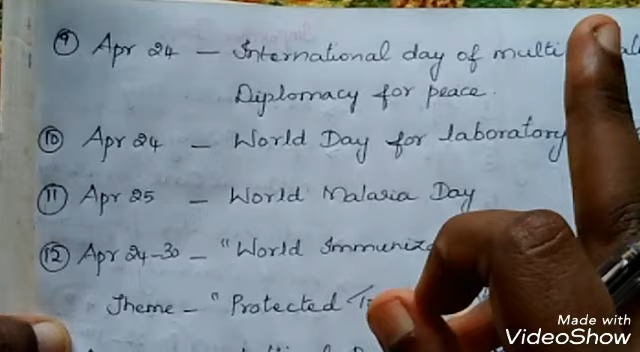 ⑨ Apr 24 - International day of multi
Diplomacy for peace.
⑩ Apr 24 - World Day for laboratory
⑪ Apr 25 - World Malaria Day
⑫ Apr 24-30 - "World Immuniz
Theme - " Protected
Made with
VideoShow